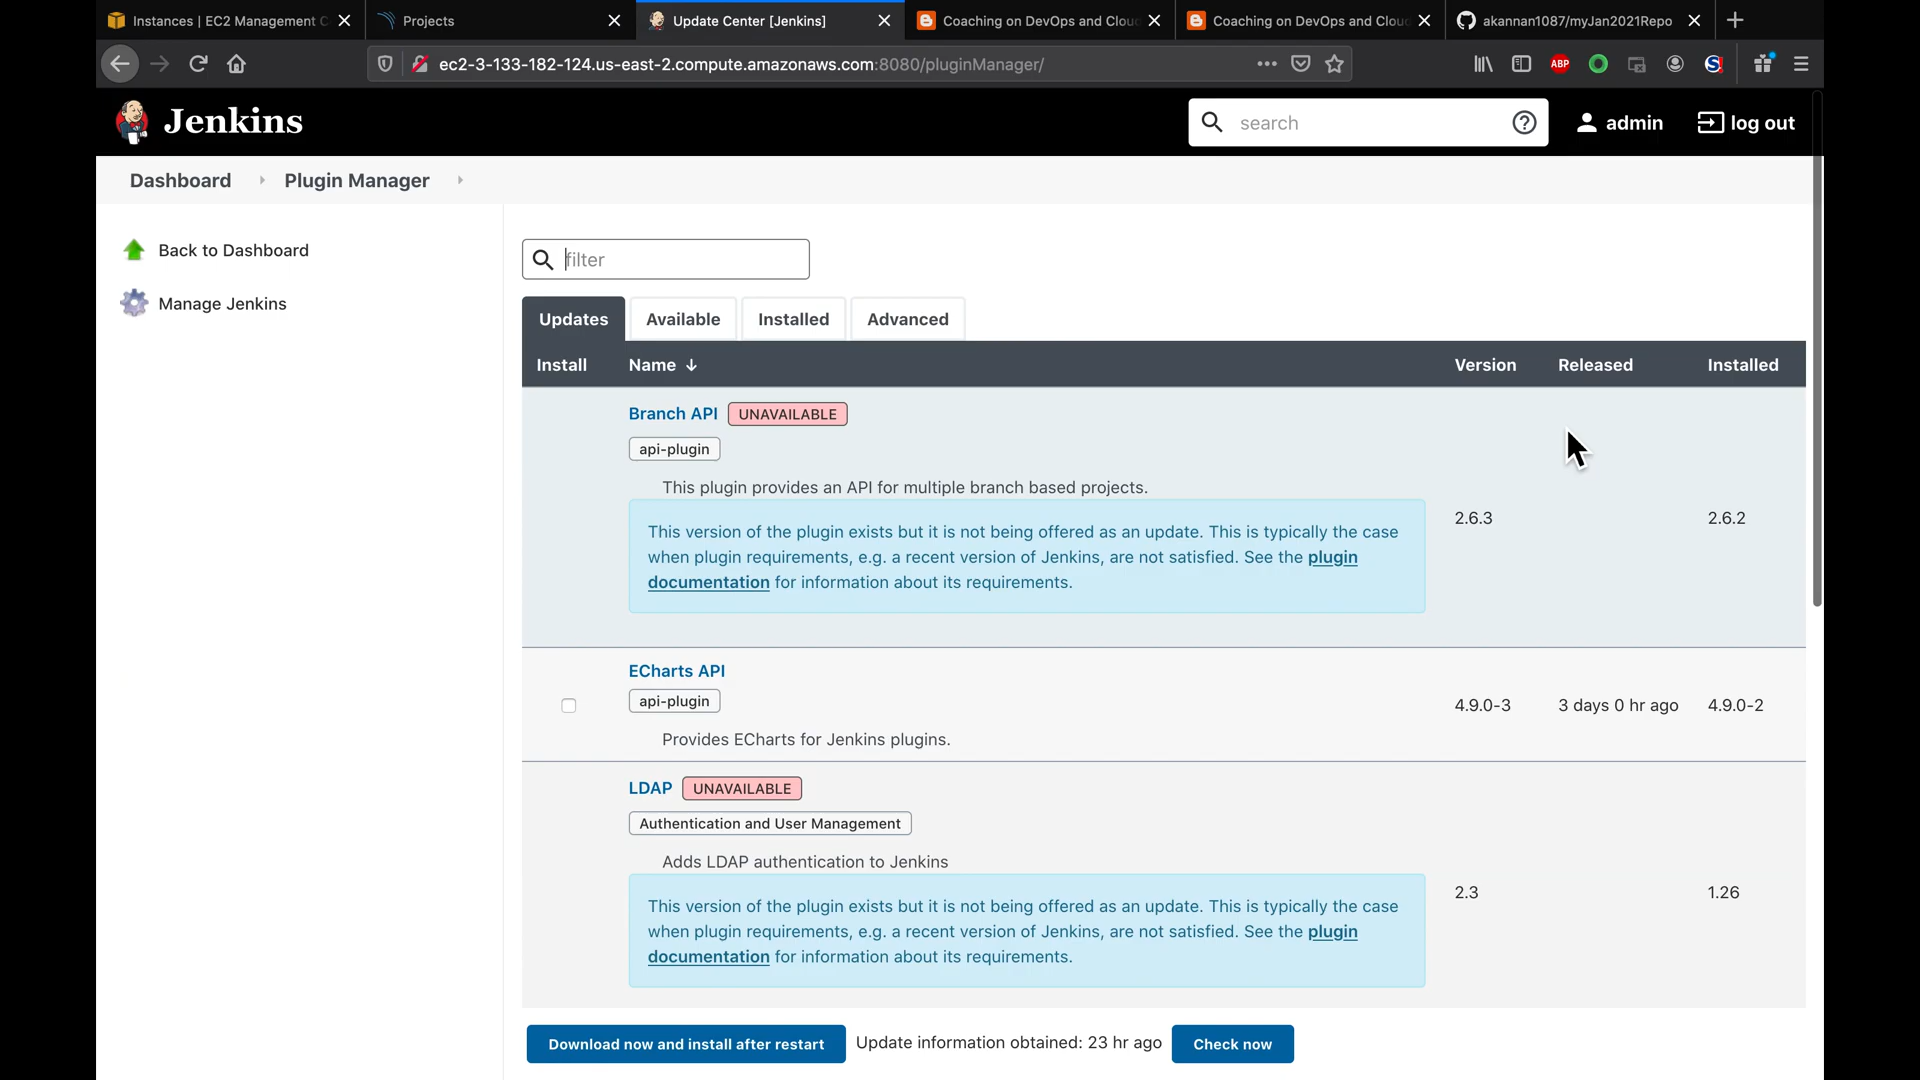 Instances | EC2 Management C
Projects
Update Center [Jenkins]
Coaching on DevOps and Cloud
Coaching on DevOps and Cloud
akannan1087/myJan2021Repo
ec2-3-133-182-124.us-east-2.compute.amazonaws.com:8080/pluginManager/
ABP
Jenkins
search
admin
log out
Dashboard
Plugin Manager
Back to Dashboard
Manage Jenkins
filter
Updates
Available
Installed
Advanced
Install
Name ↓
Version
Released
Installed
Branch API UNAVAILABLE
api-plugin
This plugin provides an API for multiple branch based projects.
This version of the plugin exists but it is not being offered as an update. This is typically the case
when plugin requirements, e.g. a recent version of Jenkins, are not satisfied. See the plugin
documentation for information about its requirements.
2.6.3
2.6.2
ECharts API
api-plugin
Provides ECharts for Jenkins plugins.
4.9.0-3
3 days 0 hr ago
4.9.0-2
LDAP UNAVAILABLE
Authentication and User Management
Adds LDAP authentication to Jenkins
This version of the plugin exists but it is not being offered as an update. This is typically the case
when plugin requirements, e.g. a recent version of Jenkins, are not satisfied. See the plugin
documentation for information about its requirements.
2.3
1.26
Download now and install after restart
Update information obtained: 23 hr ago
Check now